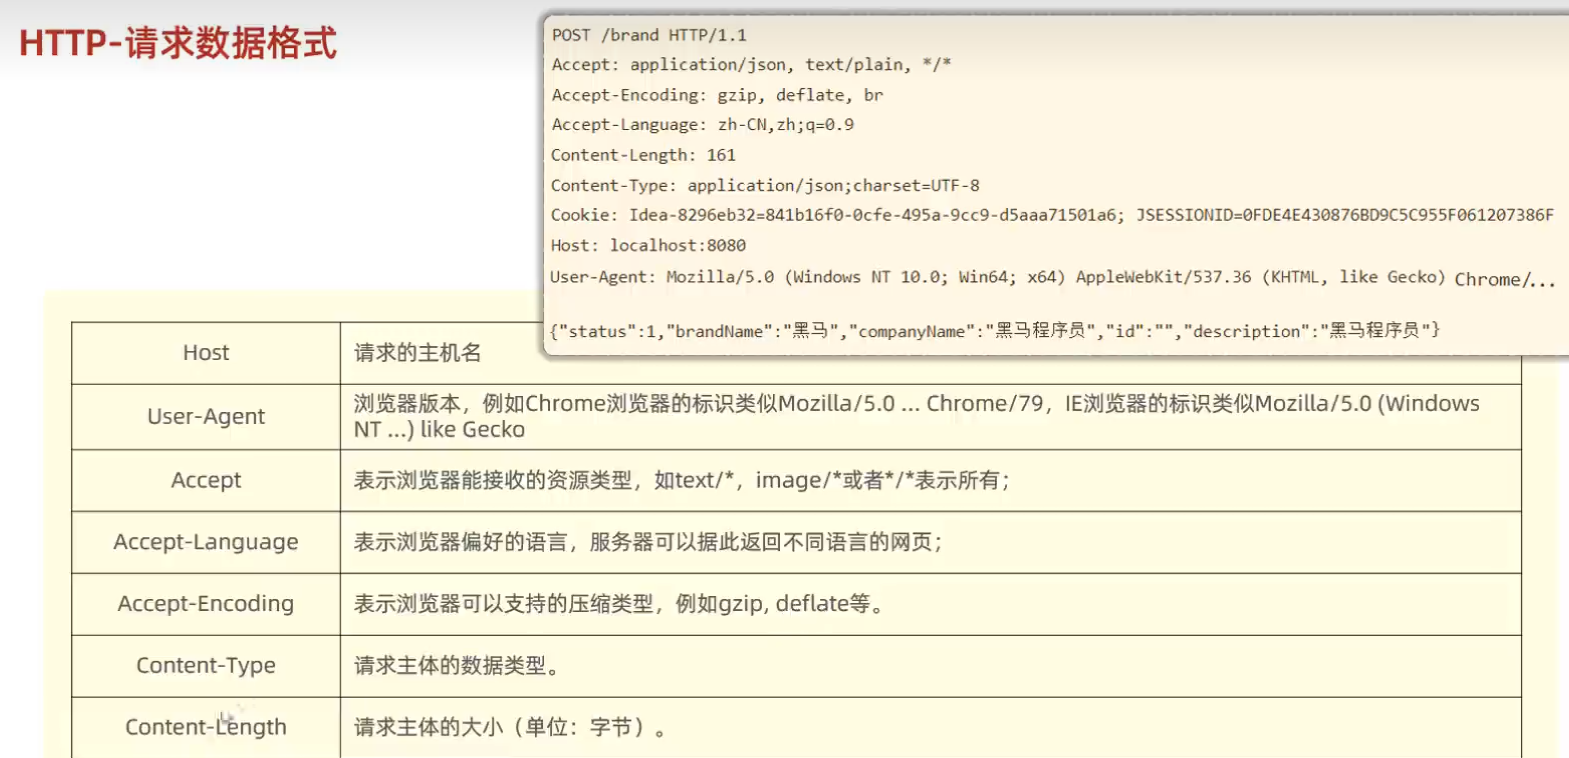 HTTP-请求数据格式
POST /brand HTTP/1.1
Accept: application/json, text/plain, */*
Accept-Encoding: gzip, deflate, br
Accept-Language: zh-CN,zh;q=0.9
Content-Length: 161
Content-Type: application/json;charset=UTF-8
Cookie: Idea-8296eb32=841b16f0-0cfe-495a-9cc9-d5aaa71501a6; JSESSIONID=0FDE4E430876BD9C5C955F061207386F
Host: localhost:8080
User-Agent: Mozilla/5.0 (Windows NT 10.0; Win64; x64) AppleWebKit/537.36 (KHTML, like Gecko) Chrome/...
{"status":1,"brandName":"黑马","companyName":"黑马程序员","id":"","description":"黑马程序员"}
Host 请求的主机名
User-Agent 浏览器版本，例如Chrome浏览器的标识类似Mozilla/5.0 ... Chrome/79，IE浏览器的标识类似Mozilla/5.0 (Windows
NT ...) like Gecko
Accept 表示浏览器能接收的资源类型，如text/*，image/*或者*/*表示所有；
Accept-Language 表示浏览器偏好的语言，服务器可以据此返回不同语言的网页；
Accept-Encoding 表示浏览器可以支持的压缩类型，例如gzip, deflate等。
Content-Type 请求主体的数据类型。
Content-Length 请求主体的大小（单位：字节）。